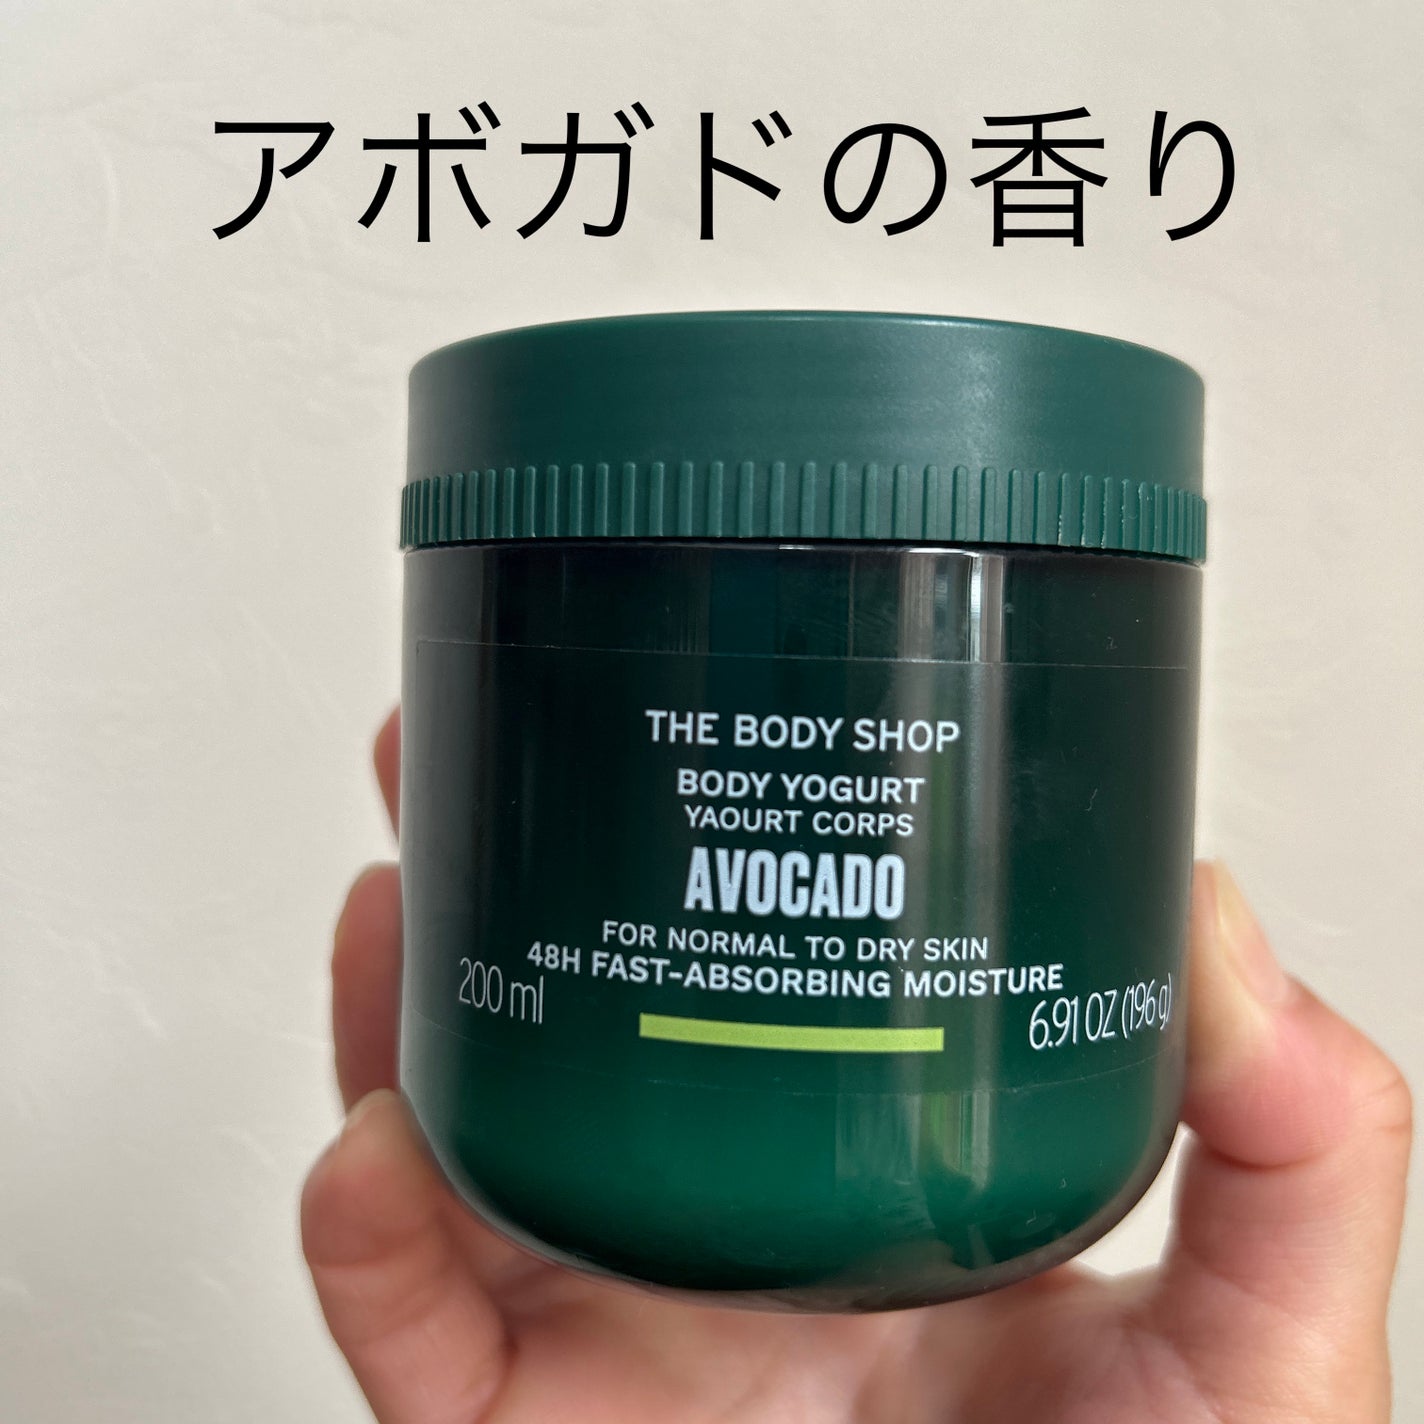 アボガドの香り
THE BODY SHOP
BODY YOGURT
YAOURT CORPS
AVOCADO
FOR NORMAL TO DRY SKIN
48H FAST-ABSORBING MOISTURE
200 ml
6.91 OZ (196 g)